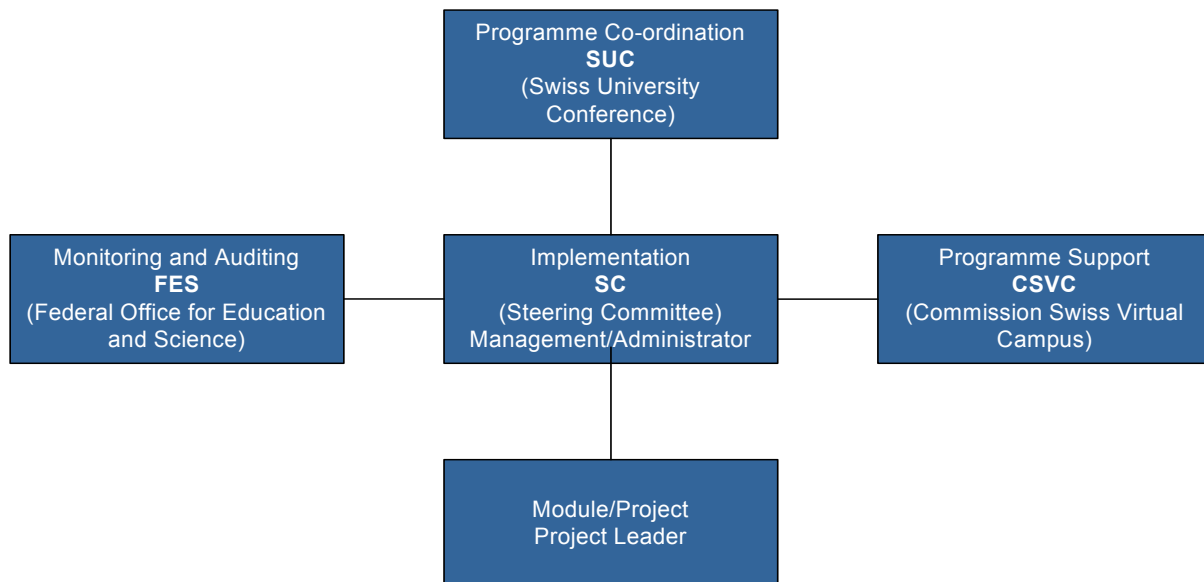 Programme Co-ordination
SUC
(Swiss University
Conference)
Monitoring and Auditing
FES
(Federal Office for Education
and Science)
Implementation
SC
(Steering Committee)
Management/Administrator
Programme Support
CSVC
(Commission Swiss Virtual
Campus)
Module/Project
Project Leader